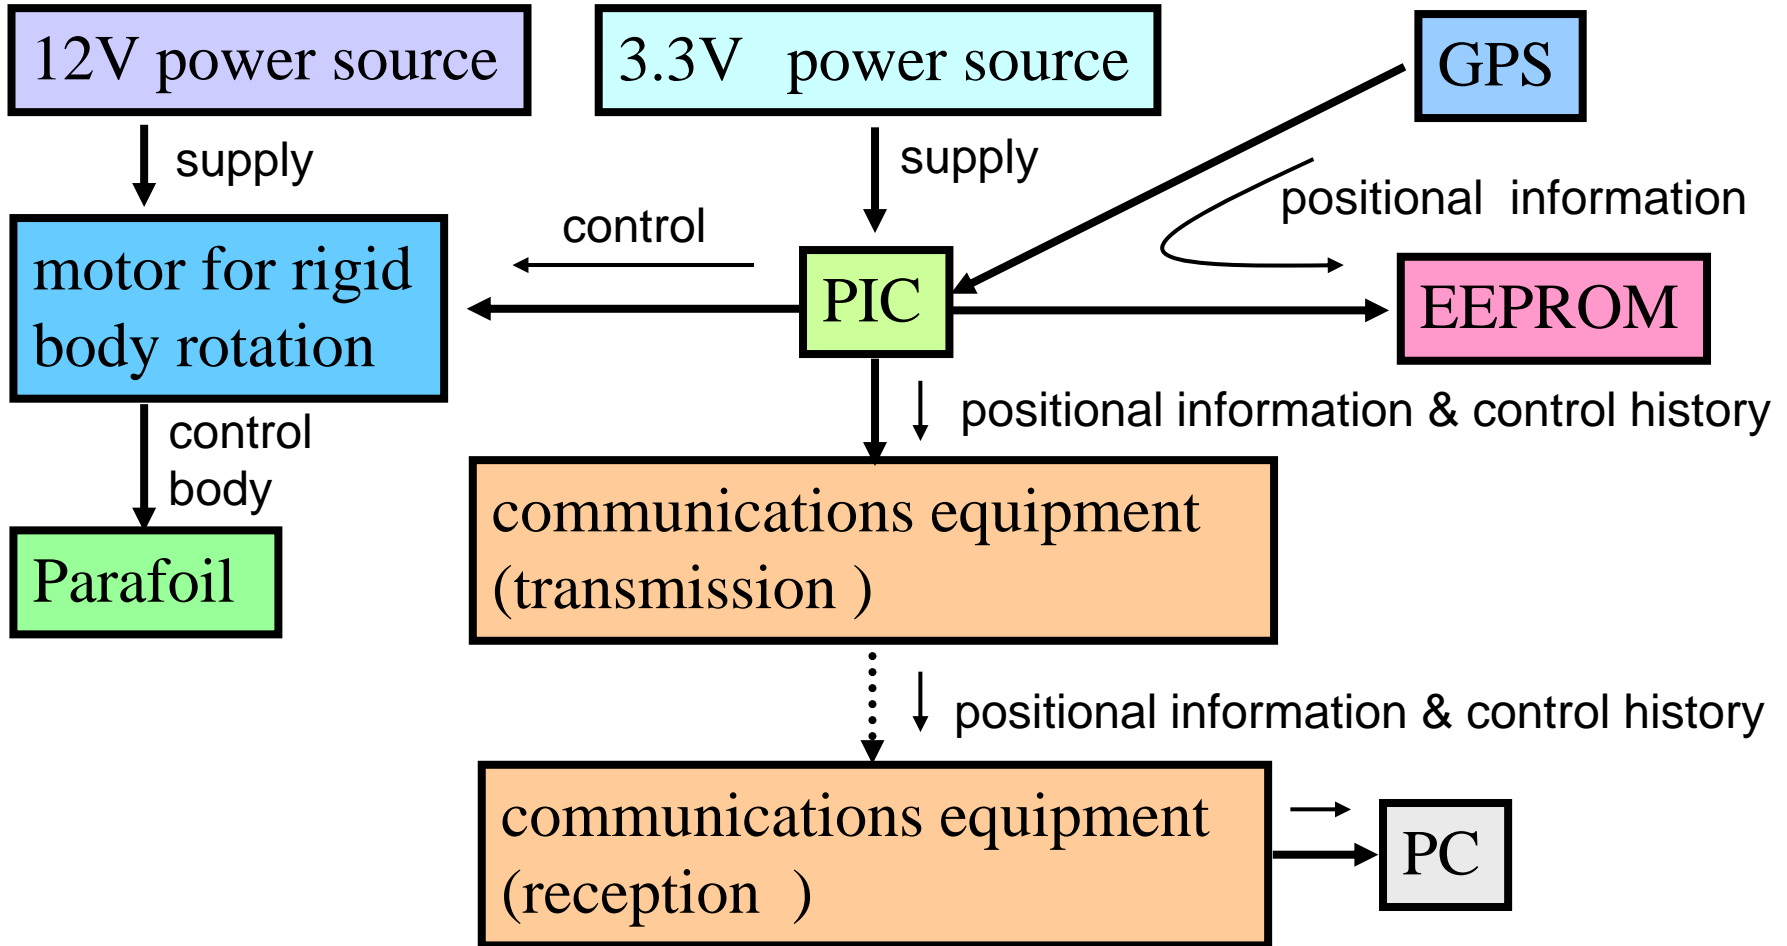 12V power source
3.3V power source
GPS
supply
supply
positional information
control
motor for rigid
body rotation
PIC
EEPROM
positional information & control history
control
body
communications equipment
(transmission )
Parafoil
positional information & control history
communications equipment
(reception )
PC